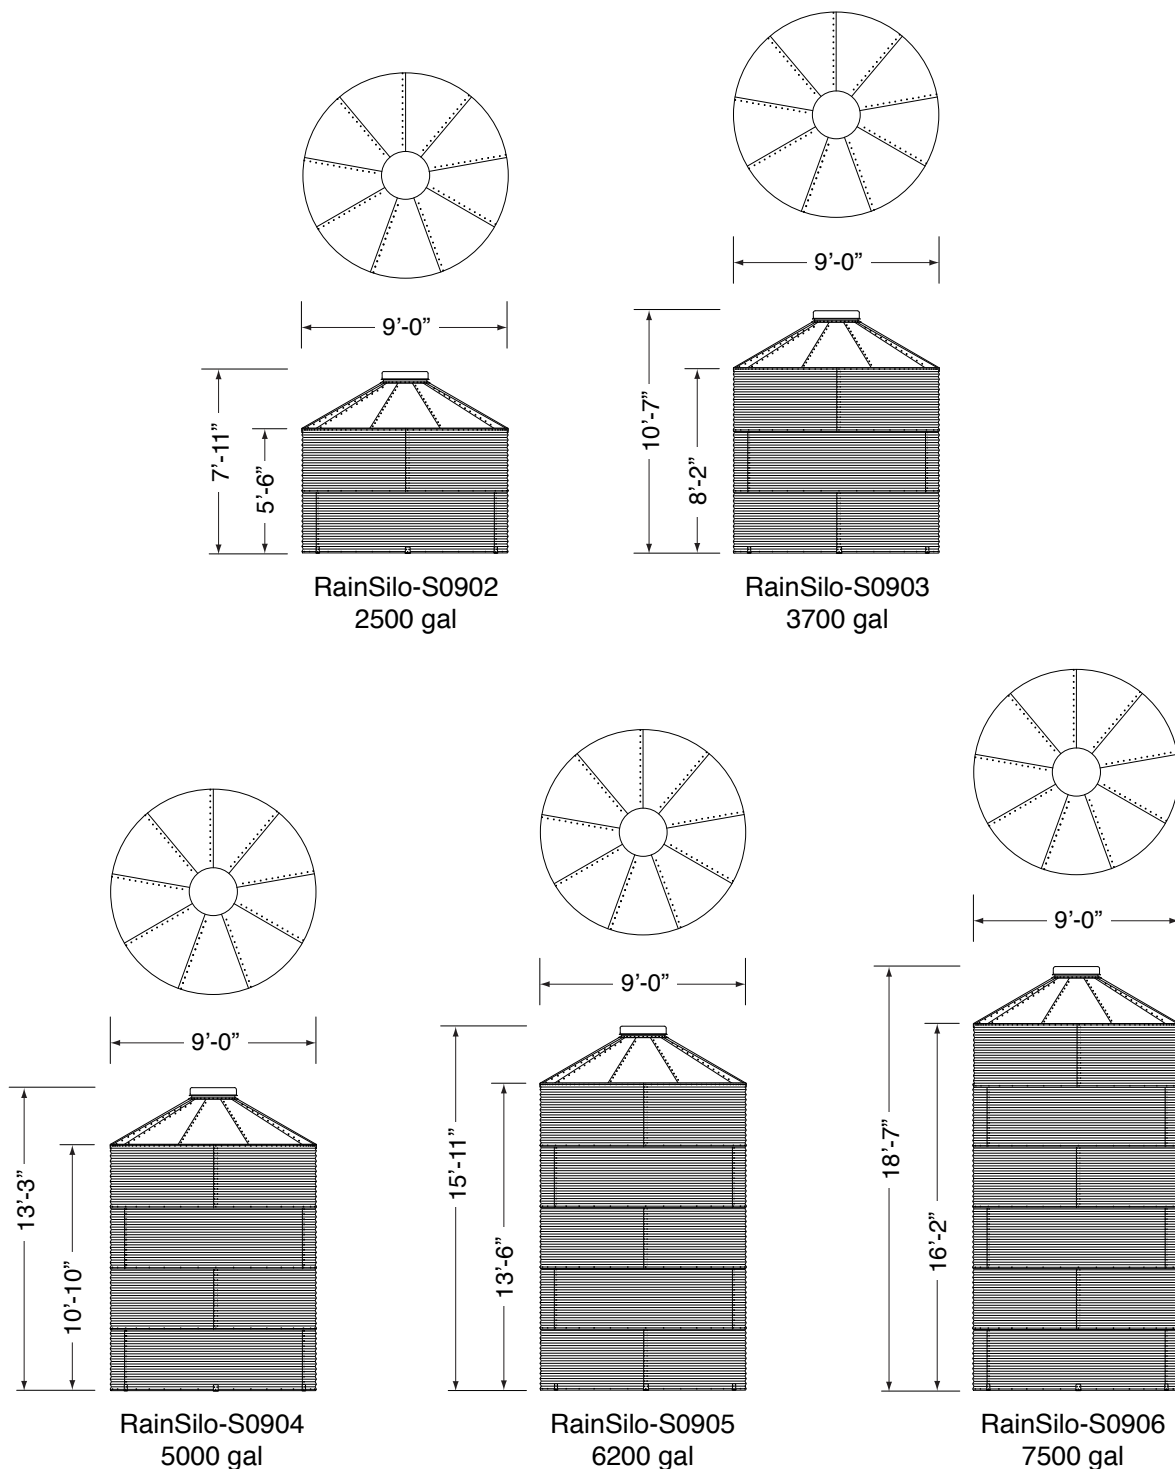 9’-0”
7’-11”
5’-6”
RainSilo-S0902
2500 gal
9’-0”
10’-7”
8’-2”
RainSilo-S0903
3700 gal
9’-0”
13’-3”
10’-10”
RainSilo-S0904
5000 gal
9’-0”
15’-11”
13’-6”
RainSilo-S0905
6200 gal
9’-0”
18’-7”
16’-2”
RainSilo-S0906
7500 gal